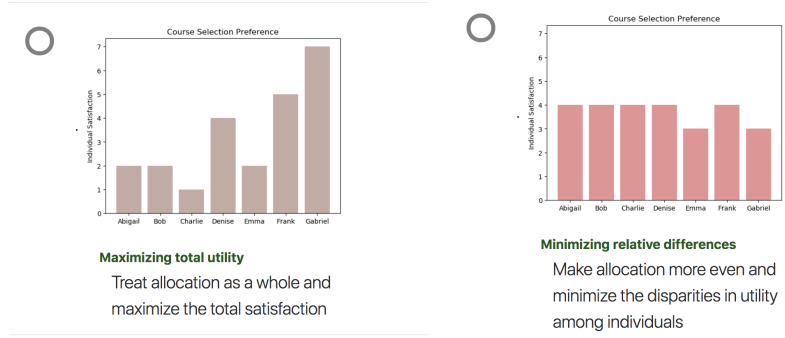 Course Selection Preference
Individual Satisfaction
7
6
5
4
3
2
1
0
Abigail Bob Charlie Denise Emma Frank Gabriel
Maximizing total utility
Treat allocation as a whole and
maximize the total satisfaction
Course Selection Preference
Individual Satisfaction
7
6
5
4
3
2
1
0
Abigail Bob Charlie Denise Emma Frank Gabriel
Minimizing relative differences
Make allocation more even and
minimize the disparities in utility
among individuals